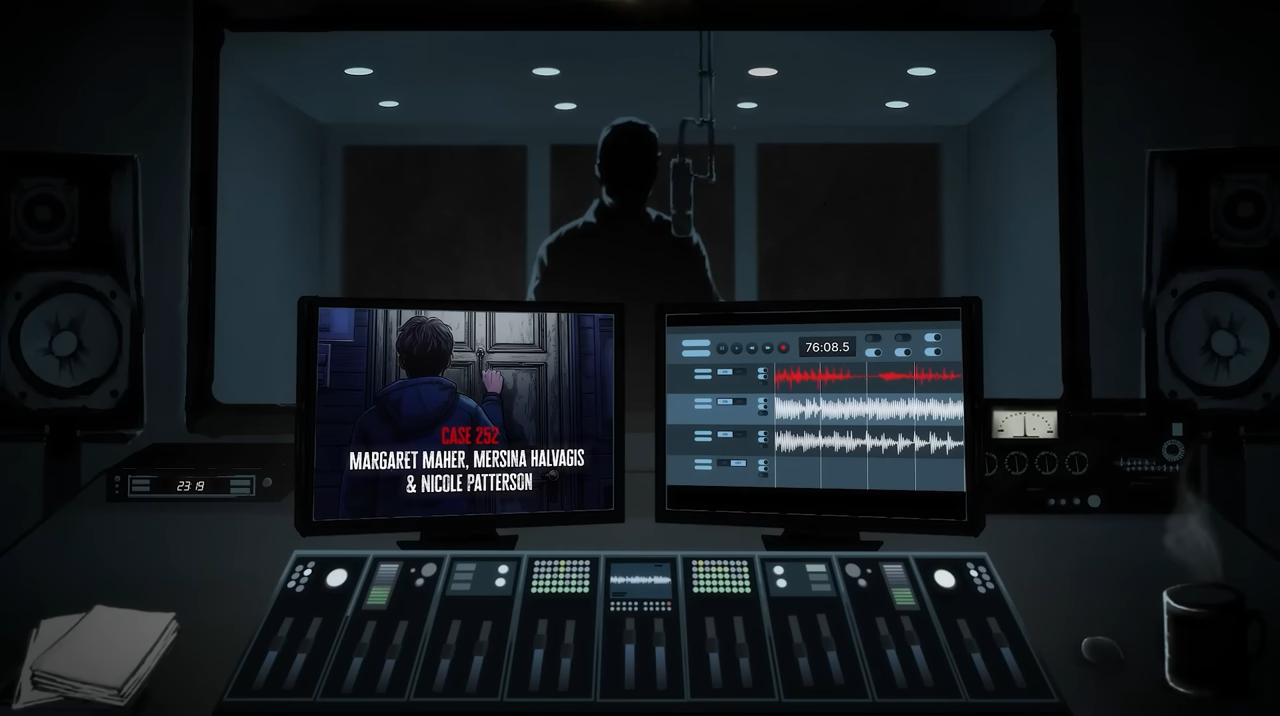 CASE 252
MARGARET MAHER, MERSINA HALVAGIS
& NICOLE PATTERSON
76:08.5
23 19